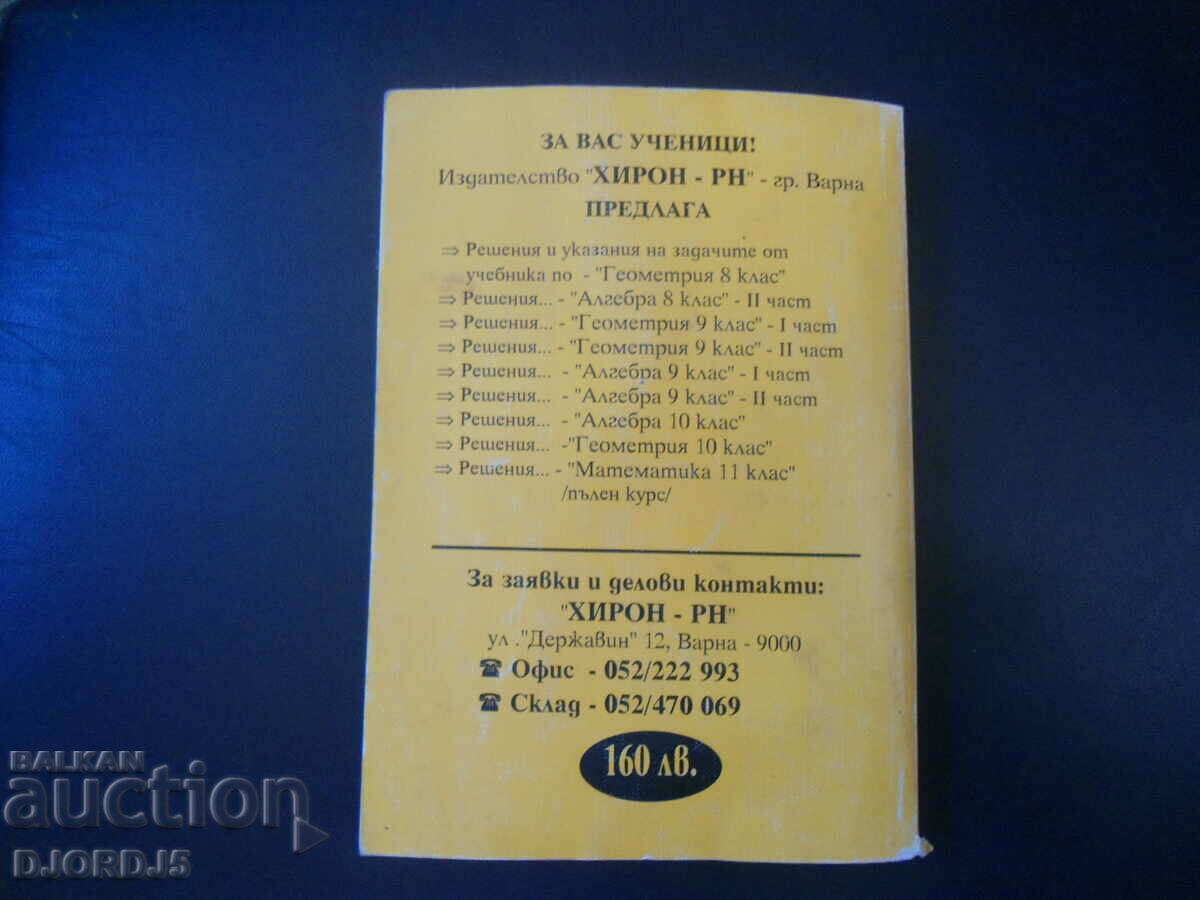 ЗА ВАС УЧЕНИЦИ!
Издателство "ХИРОН - РН" - гр. Варна
ПРЕДЛАГА
⇒ Решения и указания на задачите от
учебника по - "Геометрия 8 клас"
⇒ Решения... - "Алгебра 8 клас" - II част
⇒ Решения... - "Геометрия 9 клас" - I част
⇒ Решения... - "Геометрия 9 клас" - II част
⇒ Решения... - "Алгебра 9 клас" - I част
⇒ Решения... - "Алгебра 9 клас" - II част
⇒ Решения... - "Алгебра 10 клас"
⇒ Решения... -"Геометрия 10 клас"
⇒ Решения... - "Математика 11 клас"
/пълен курс/
За заявки и делови контакти:
"ХИРОН - РН"
ул ."Державин" 12, Варна - 9000
☎ Офис - 052/222 993
☎ Склад - 052/470 069
160 лв.
BALKAN
auction
DJORDJ5